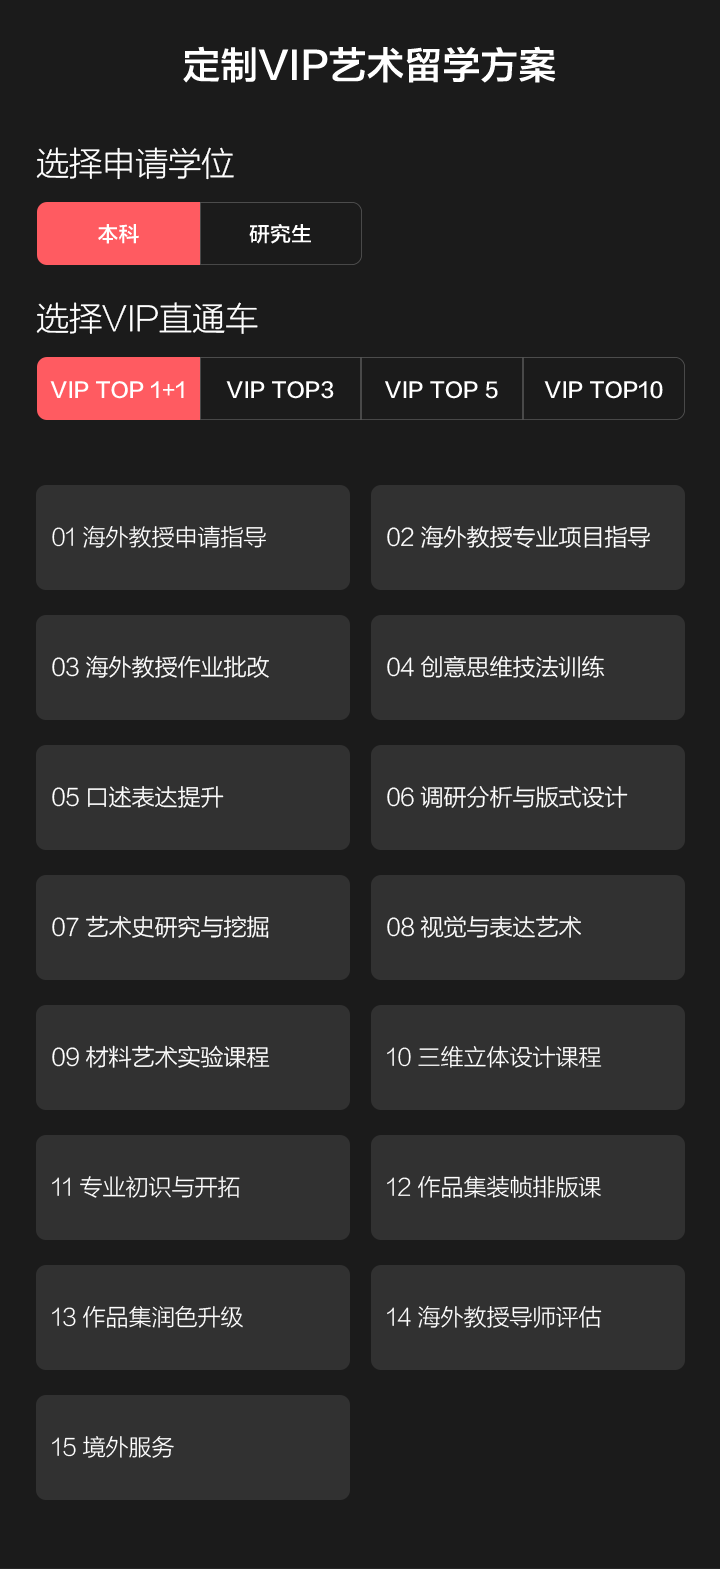 定制VIP艺术留学方案
选择申请学位
本科 研究生
选择VIP直通车
VIP TOP 1+1 VIP TOP3 VIP TOP 5 VIP TOP10
01 海外教授申请指导 02 海外教授专业项目指导
03 海外教授作业批改 04 创意思维技法训练
05 口述表达提升 06 调研分析与版式设计
07 艺术史研究与挖掘 08 视觉与表达艺术
09 材料艺术实验课程 10 三维立体设计课程
11 专业初识与开拓 12 作品集装帧排版课
13 作品集润色升级 14 海外教授导师评估
15 境外服务